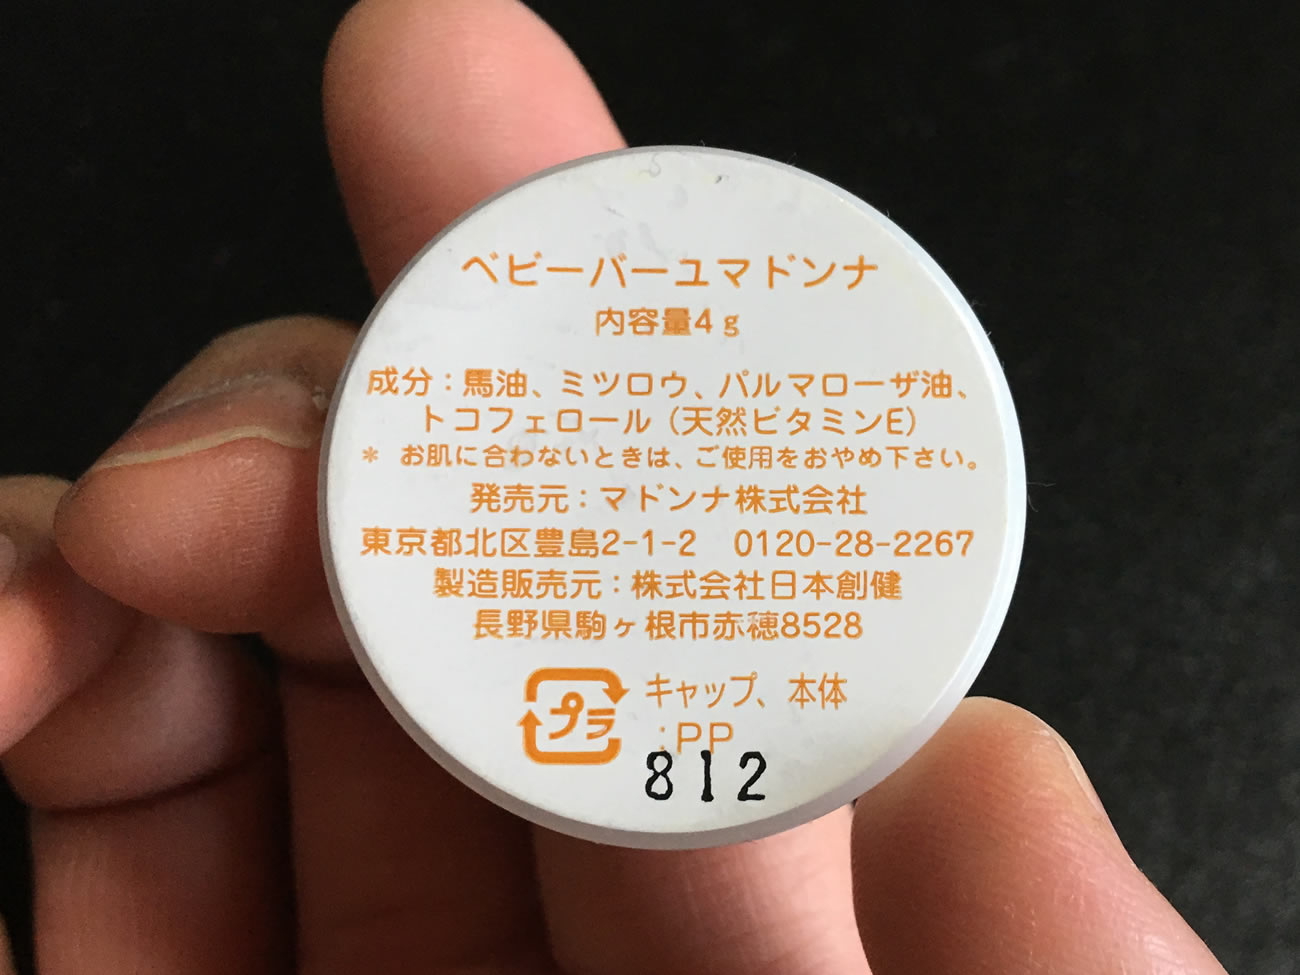 ベビーバーユマドンナ
内容量4g
成分：馬油、ミツロウ、パルマローザ油、
トコフェロール（天然ビタミンE）
＊ お肌に合わないときは、ご使用をおやめ下さい。
発売元：マドンナ株式会社
東京都北区豊島2-1-2　0120-28-2267
製造販売元：株式会社日本創健
長野県駒ヶ根市赤穂8528
プラ
キャップ、本体
:PP
812